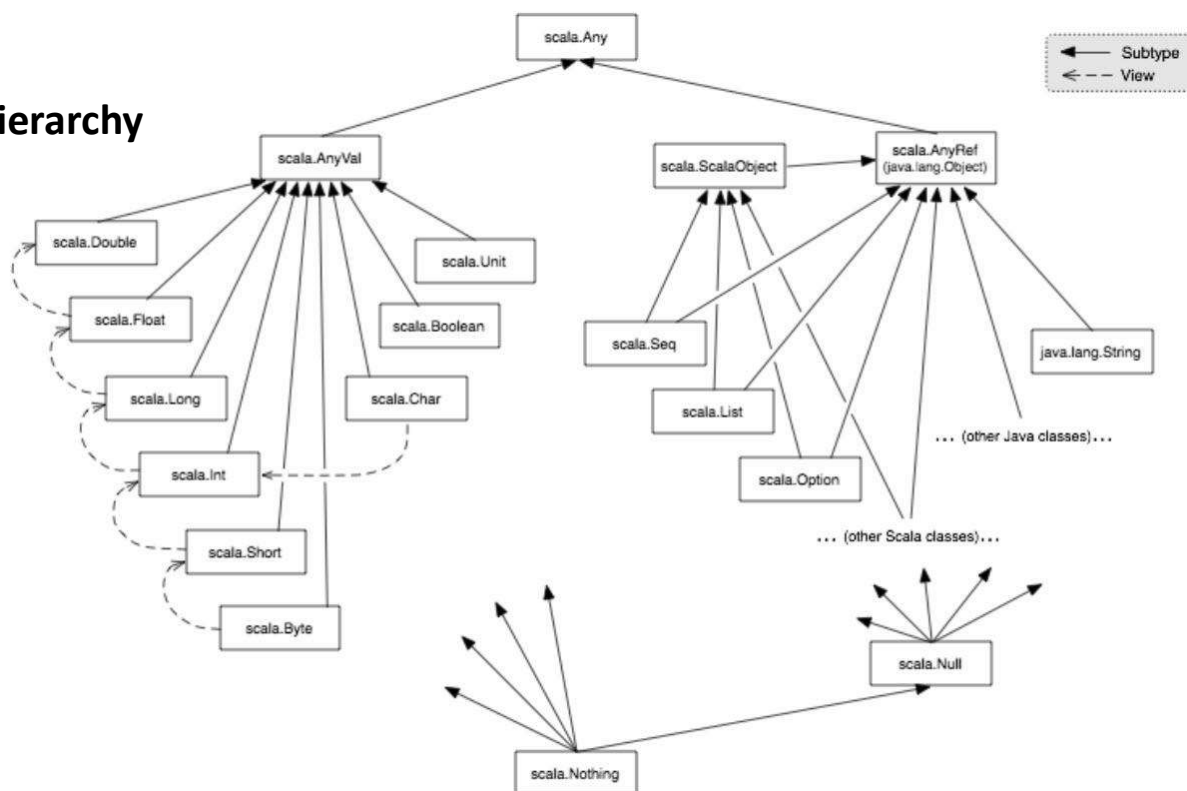 scala.Any
Subtype
View
ierarchy
scala.AnyVal
scala.ScalaObject
scala.AnyRef
(java.lang.Object)
scala.Double
scala.Unit
scala.Float
scala.Boolean
scala.Seq
java.lang.String
scala.Long
scala.Char
scala.List
... (other Java classes)...
scala.Int
scala.Option
scala.Short
... (other Scala classes)...
scala.Byte
scala.Null
scala.Nothing